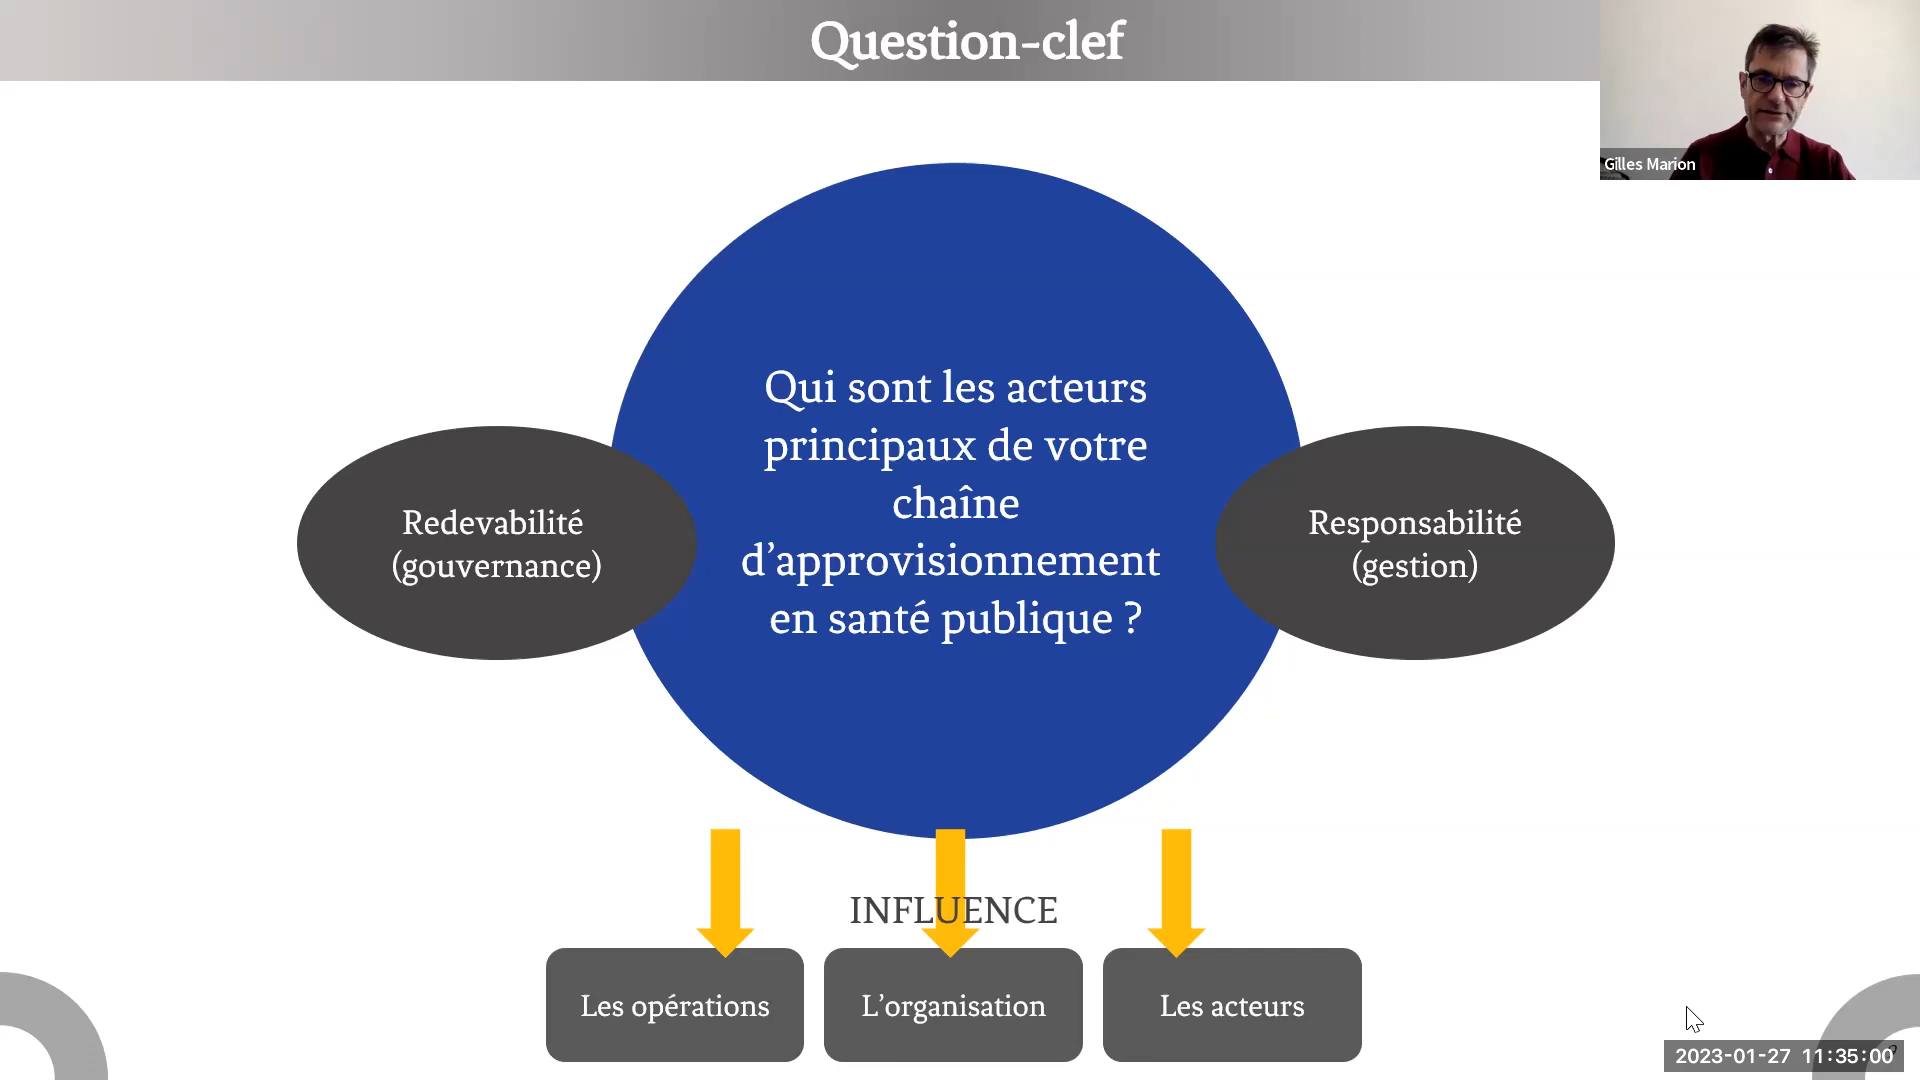 Question-clef
Gilles Marion
Qui sont les acteurs
principaux de votre
chaîne
d’approvisionnement
en santé publique ?
Redevabilité
(gouvernance)
Responsabilité
(gestion)
INFLUENCE
Les opérations
L’organisation
Les acteurs
2023-01-27 11:35:00